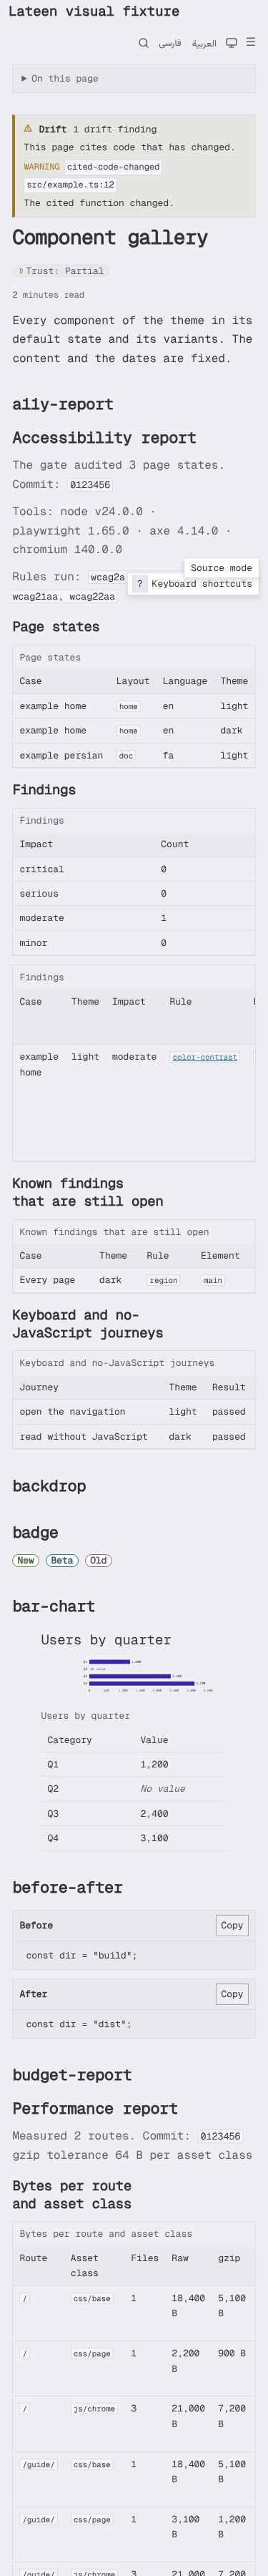 Lateen visual fixture
فارسی العربية
On this page
Drift 1 drift finding
This page cites code that has changed.
WARNING cited-code-changed
src/example.ts:12
The cited function changed.
Component gallery
Trust: Partial
2 minutes read
Every component of the theme in its
default state and its variants. The
content and the dates are fixed.
a11y-report
Accessibility report
The gate audited 3 page states.
Commit: 0123456
Tools: node v24.0.0 ·
playwright 1.65.0 · axe 4.14.0 ·
chromium 140.0.0
Source mode
Rules run: wcag2a
? Keyboard shortcuts
wcag21aa, wcag22aa
Page states
Page states
Case Layout Language Theme
example home home en light
example home home en dark
example persian doc fa light
Findings
Findings
Impact Count
critical 0
serious 0
moderate 1
minor 0
Findings
Case Theme Impact Rule
example light moderate color-contrast
home
Known findings
that are still open
Known findings that are still open
Case Theme Rule Element
Every page dark region main
Keyboard and no-
JavaScript journeys
Keyboard and no-JavaScript journeys
Journey Theme Result
open the navigation light passed
read without JavaScript dark passed
backdrop
badge
New Beta Old
bar-chart
Users by quarter
Users by quarter
Category Value
Q1 1,200
Q2 No value
Q3 2,400
Q4 3,100
before-after
Before Copy
const dir = "build";
After Copy
const dir = "dist";
budget-report
Performance report
Measured 2 routes. Commit: 0123456
gzip tolerance 64 B per asset class
Bytes per route
and asset class
Bytes per route and asset class
Route Asset Files Raw gzip
class
/ css/base 1 18,400 5,100
B B
/ css/page 1 2,200 900 B
B
/ js/chrome 3 21,000 7,200
B B
/guide/ css/base 1 18,400 5,100
B B
/guide/ css/page 1 3,100 1,200
B B
/guide/ js/chrome 3 21,000 7,200